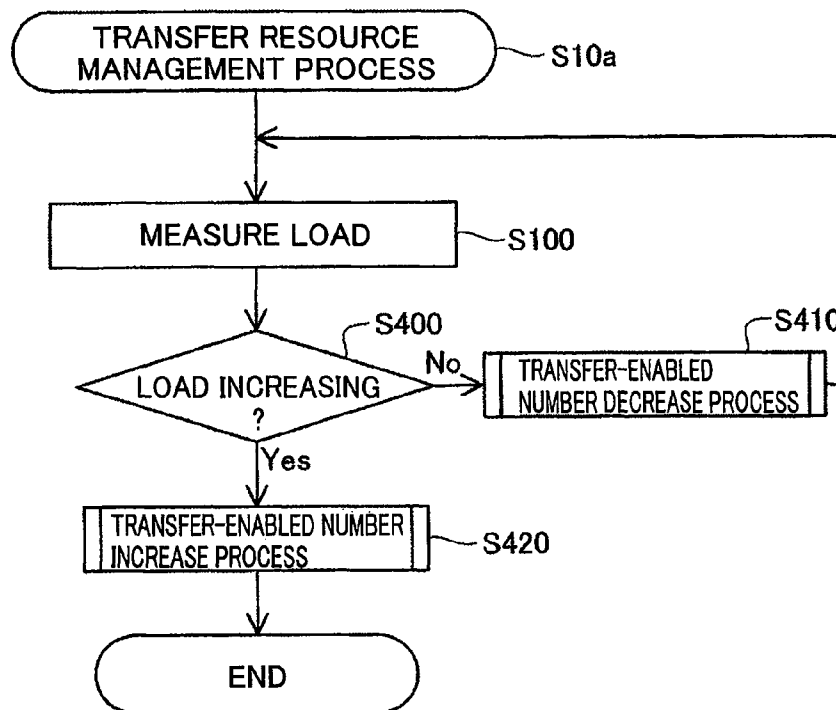 TRANSFER RESOURCE
MANAGEMENT PROCESS
S10a
MEASURE LOAD
S100
S400
LOAD INCREASING
?
No
S410
TRANSFER-ENABLED
NUMBER DECREASE PROCESS
Yes
TRANSFER-ENABLED NUMBER
INCREASE PROCESS
S420
END